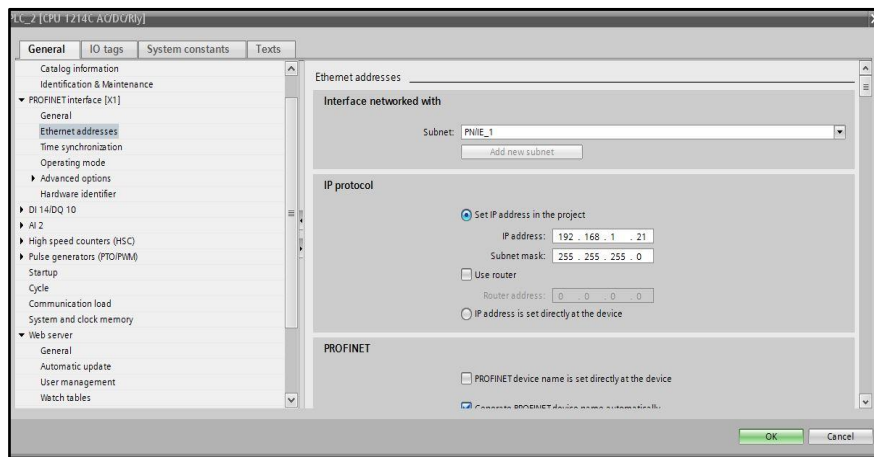 PLC_2 [CPU 1214C AC/DC/Rly]
General IO tags System constants Texts
Catalog information
Identification & Maintenance
PROFINET interface [X1]
General
Ethernet addresses
Time synchronization
Operating mode
Advanced options
Hardware identifier
DI 14/DQ 10
AI 2
High speed counters (HSC)
Pulse generators (PTO/PWM)
Startup
Cycle
Communication load
System and clock memory
Web server
General
Automatic update
User management
Watch tables
Ethernet addresses
Interface networked with
Subnet: PN/IE_1
Add new subnet
IP protocol
Set IP address in the project
IP address: 192 . 168 . 1 . 21
Subnet mask: 255 . 255 . 255 . 0
Use router
Router address: 0 . 0 . 0 . 0
IP address is set directly at the device
PROFINET
PROFINET device name is set directly at the device
Generate PROFINET device name automatically
OK Cancel